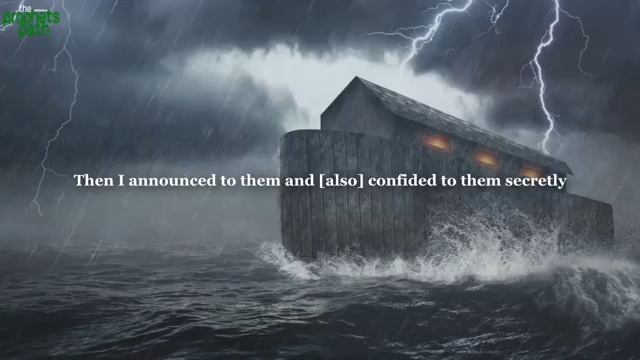 the
prophets
path
Then I announced to them and [also] confided to them secretly